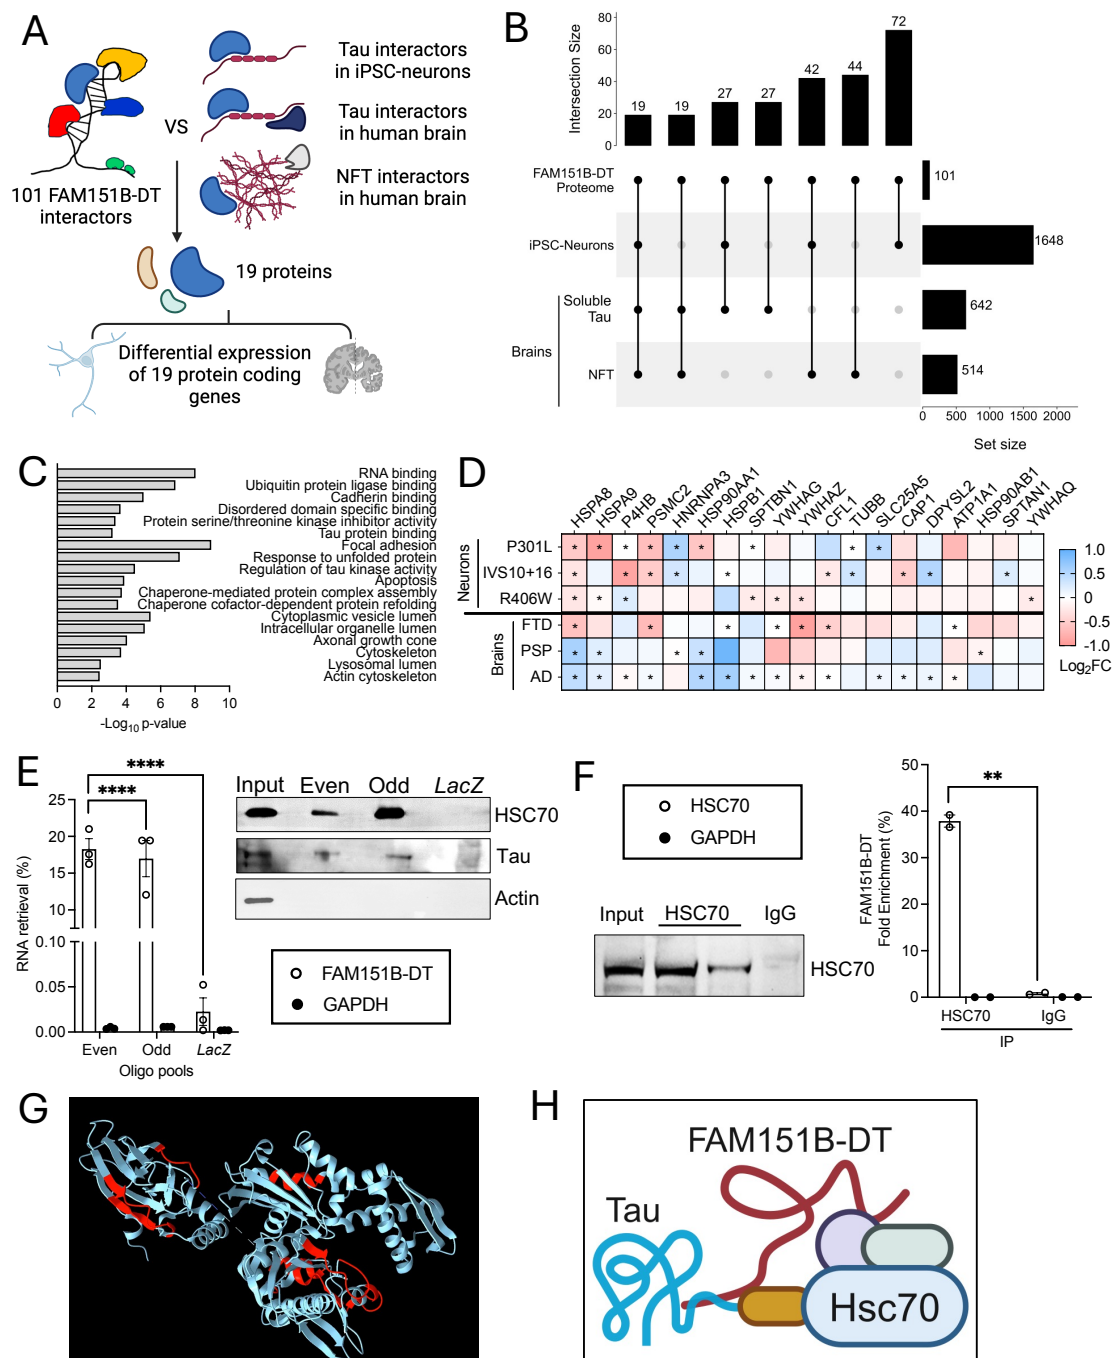 A
Tau interactors
in iPSC-neurons
Tau interactors
in human brain
VS
NFT interactors
in human brain
101 FAM151B-DT
interactors
19 proteins
Differential expression
of 19 protein coding
genes
B
Intersection Size
80
60
40
20
0
19
19
27
27
42
44
72
FAM151B-DT
Proteome
101
iPSC-Neurons
1648
Brains
Soluble
Tau
642
NFT
514
0 500 1000 1500 2000
Set size
C
RNA binding
Ubiquitin protein ligase binding
Cadherin binding
Disordered domain specific binding
Protein serine/threonine kinase inhibitor activity
Tau protein binding
Focal adhesion
Response to unfolded protein
Regulation of tau kinase activity
Apoptosis
Chaperone-mediated protein complex assembly
Chaperone cofactor-dependent protein refolding
Cytoplasmic vesicle lumen
Intracellular organelle lumen
Axonal growth cone
Cytoskeleton
Lysosomal lumen
Actin cytoskeleton
0 2 4 6 8 10
-Log10 p-value
D
HSPA8
HSPA9
P4HB
PSMC2
HNRNPA3
HSP90AA1
HSPB1
SPTBN1
YWHAG
YWHAZ
CFL1
TUBB
SLC25A5
CAP1
DPYSL2
ATP1A1
HSP90AB1
SPTAN1
YWHAQ
Neurons
P301L
IVS10+16
R406W
Brains
FTD
PSP
AD
1.0
0.5
0
-0.5
-1.0
Log2FC
E
****
****
RNA retrieval (%)
25
20
15
10
0.10
0.05
0.00
Even Odd LacZ
Oligo pools
Input Even Odd LacZ
HSC70
Tau
Actin
FAM151B-DT
GAPDH
F
HSC70
GAPDH
Input HSC70 IgG
HSC70
FAM151B-DT
Fold Enrichment (%)
50
40
30
20
10
0
**
HSC70 IgG
IP
G
H
FAM151B-DT
Tau
Hsc70